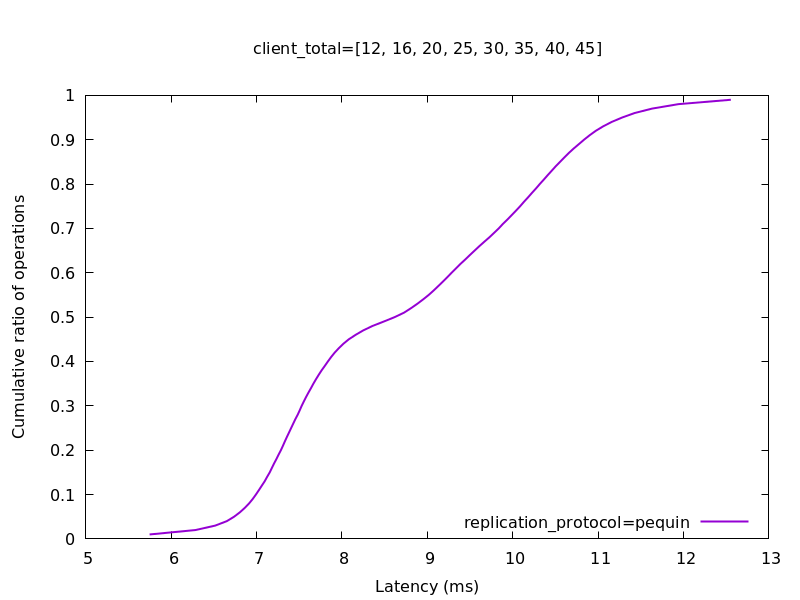 client_total=[12, 16, 20, 25, 30, 35, 40, 45]
1
0.9
0.8
0.7
0.6
0.5
0.4
0.3
0.2
0.1
0
Cumulative ratio of operations
replication_protocol=pequin
5 6 7 8 9 10 11 12 13
Latency (ms)